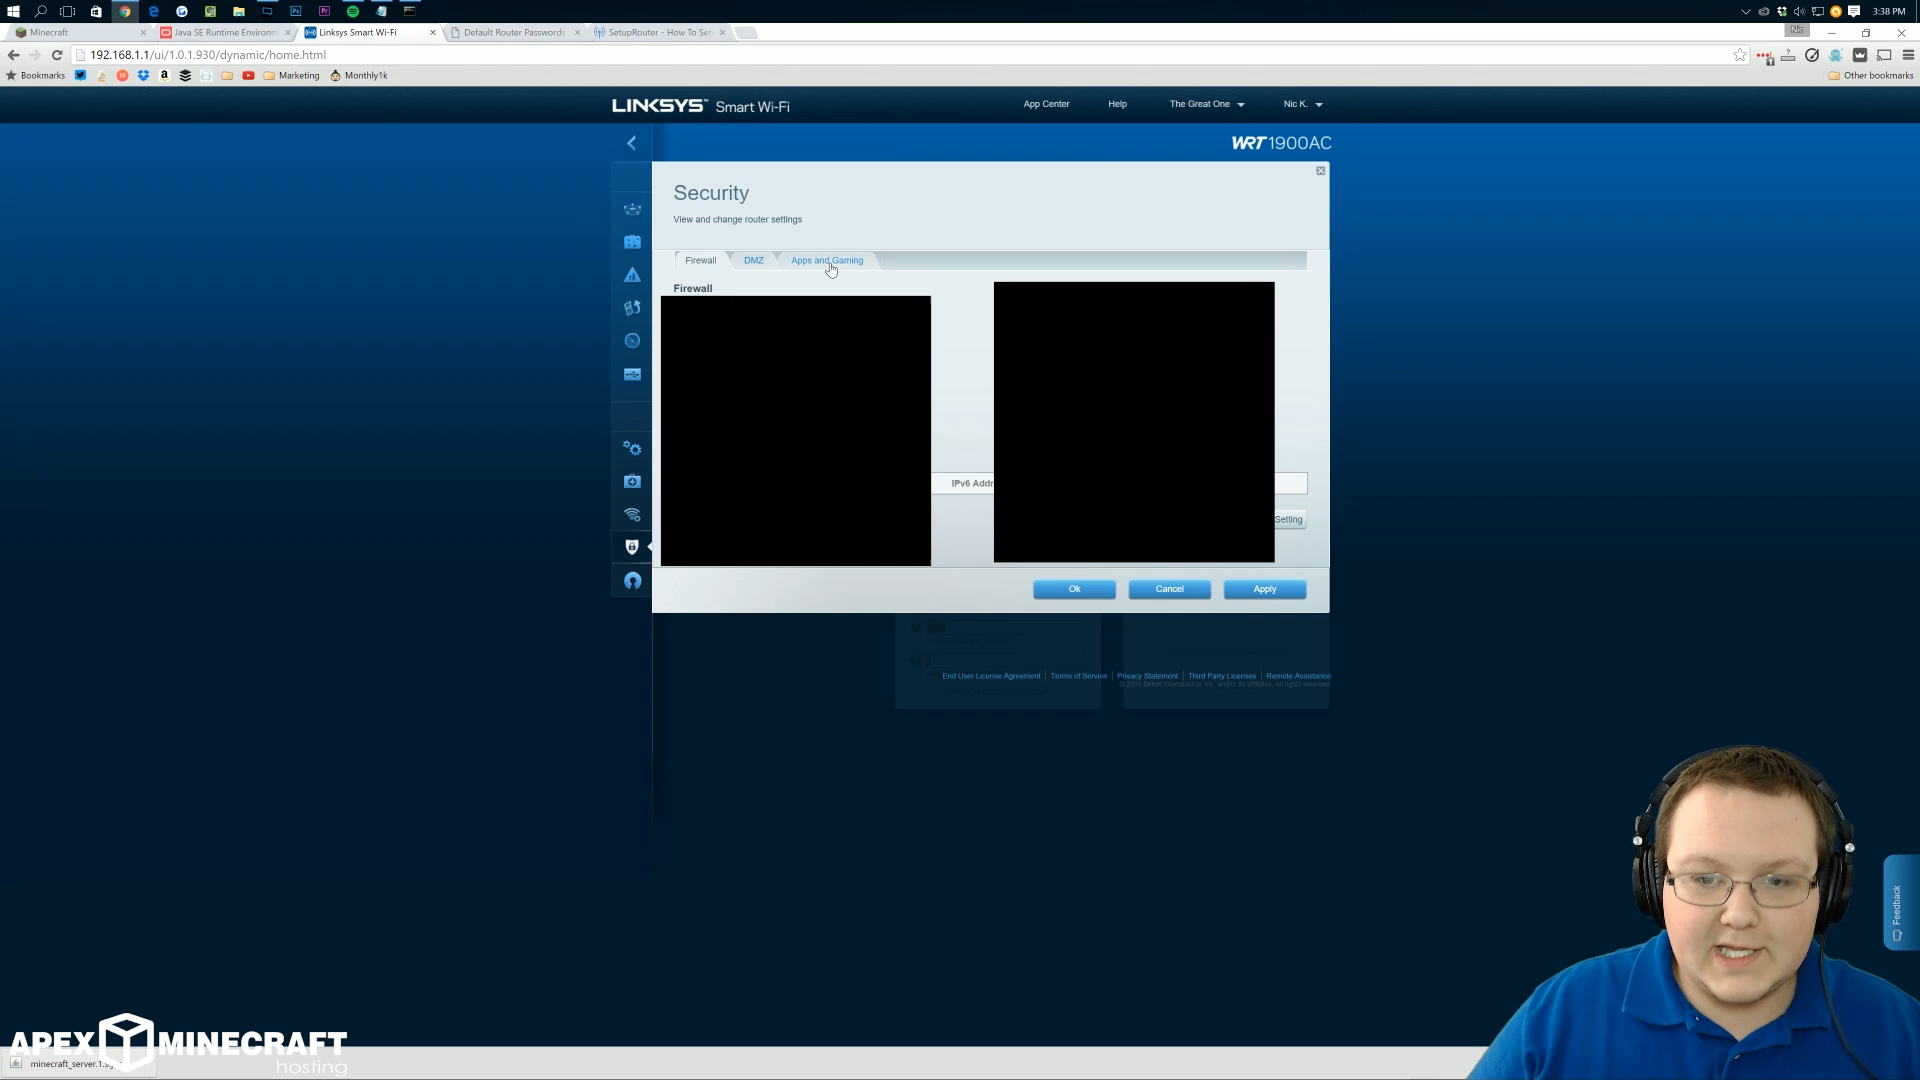 3:38 PM
Minecraft
Java SE Runtime Environm
Linksys Smart Wi-Fi
Default Router Passwords
SetupRouter - How To Set
Nic
192.168.1.1/ui/1.0.1.930/dynamic/home.html
Bookmarks
Marketing
Monthly1k
Other bookmarks
LINKSYS™ Smart Wi-Fi
App Center
Help
The Great One
Nic K.
WRT1900AC
Security
View and change router settings
Firewall
DMZ
Apps and Gaming
Firewall
IPv6 Addr
Setting
Ok
Cancel
Apply
End User License Agreement | Terms of Service | Privacy Statement | Third Party Licenses | Remote Assistance
Feedback
APEX MINECRAFT
hosting
minecraft_server.1.9